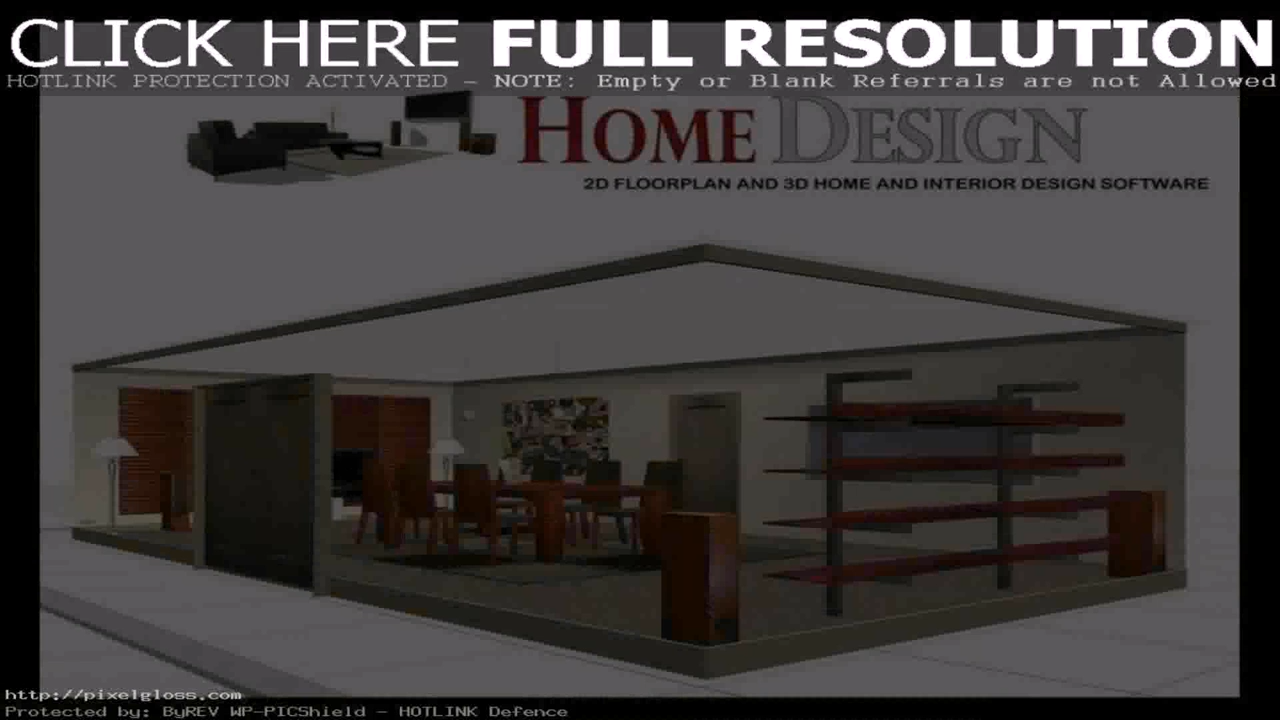 CLICK HERE FULL RESOLUTION
HOTLINK PROTECTION ACTIVATED – NOTE: Empty or Blank Referrals are not Allowed
HOME DESIGN
2D FLOORPLAN AND 3D HOME AND INTERIOR DESIGN SOFTWARE
http://pixelgloss.com
Protected by: ByREV WP-PICShield – HOTLINK Defence